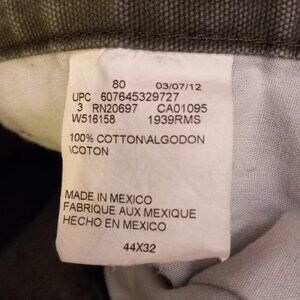 80 03/07/12
UPC 607645329727
3 RN20697 CA01095
W516158 1939RMS
100% COTTON\ALGODON
\COTON
MADE IN MEXICO
FABRIQUE AUX MEXIQUE
HECHO EN MEXICO
44X32